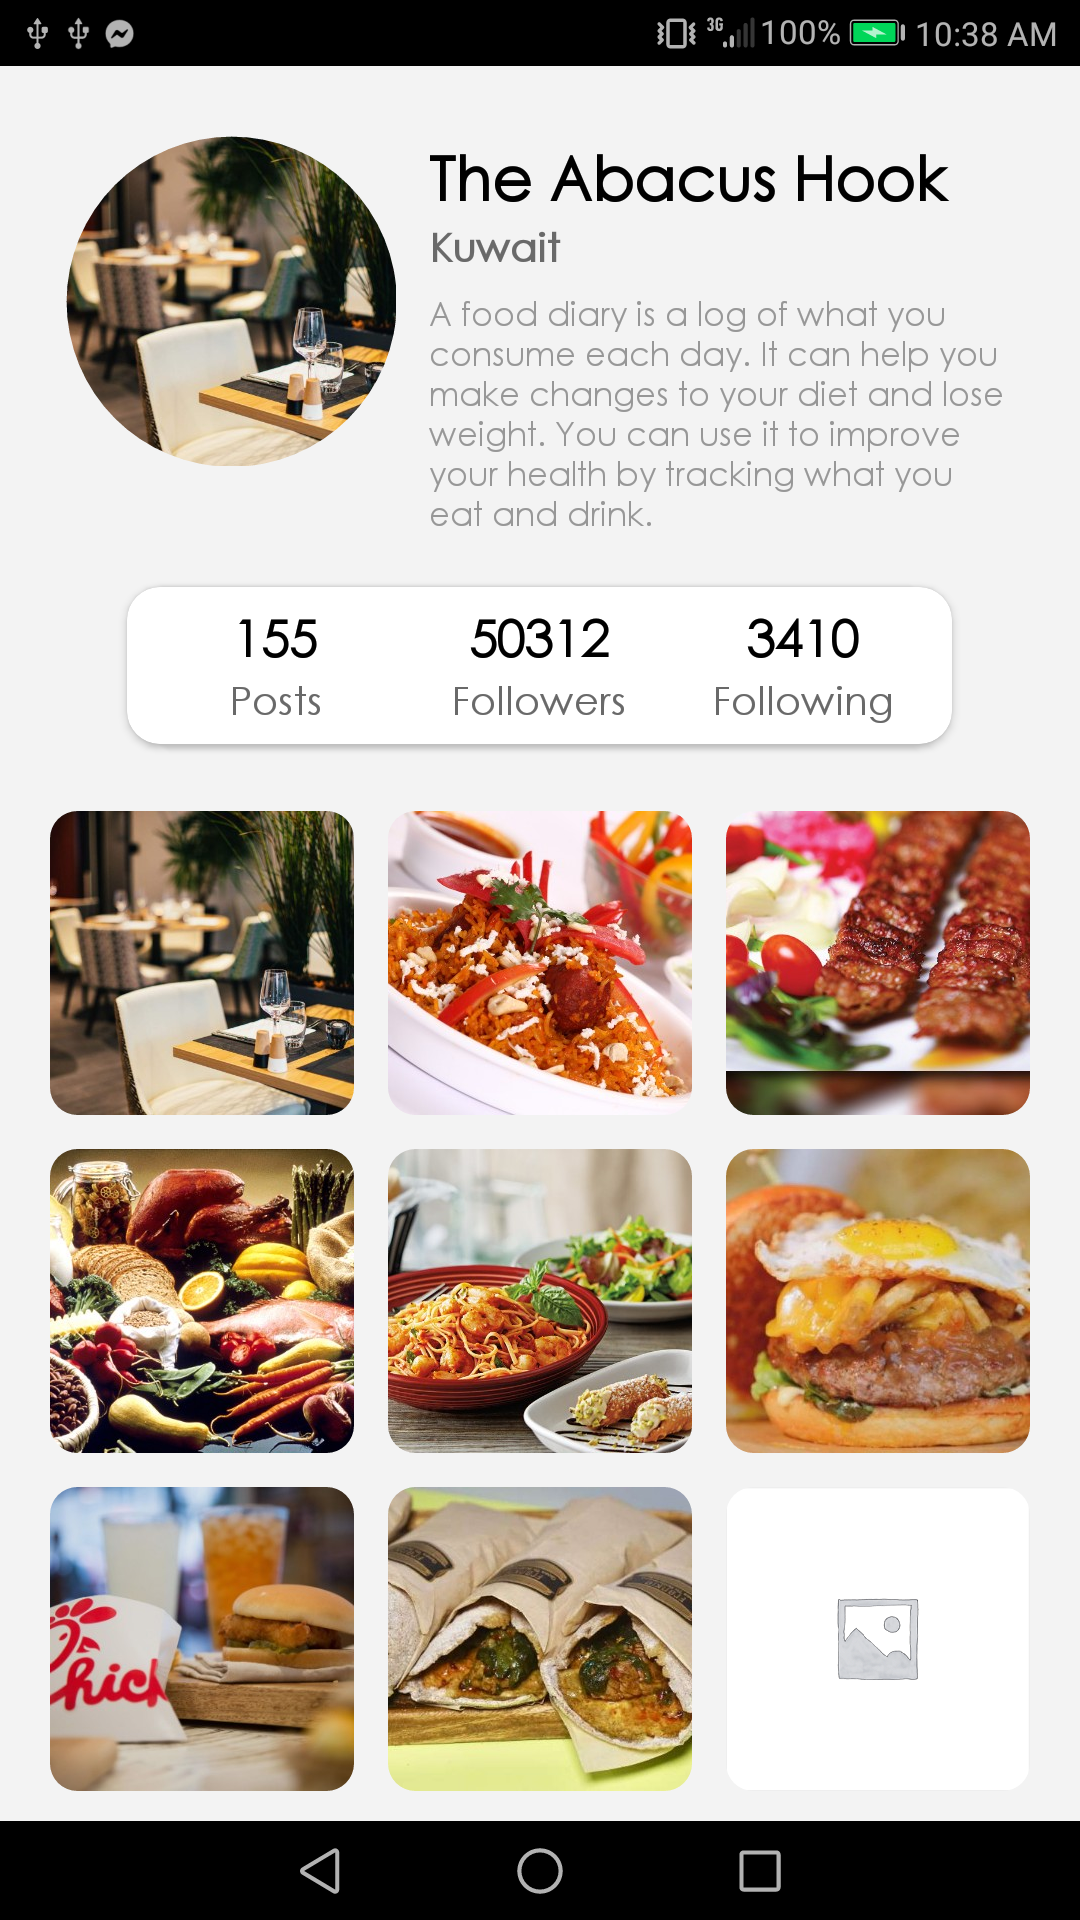 3G 100% 10:38 AM
The Abacus Hook
Kuwait
A food diary is a log of what you
consume each day. It can help you
make changes to your diet and lose
weight. You can use it to improve
your health by tracking what you
eat and drink.
155 50312 3410
Posts Followers Following
Chick